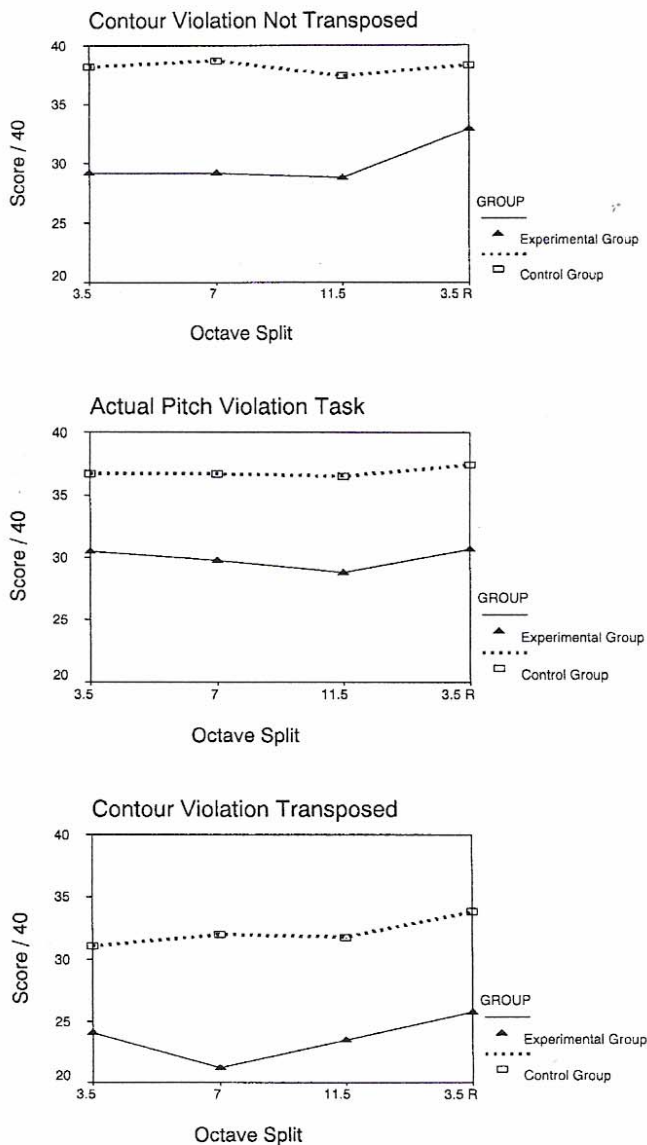 Contour Violation Not Transposed
40
35
30
25
20
Score / 40
3.5 7 11.5 3.5 R
Octave Split
GROUP
Experimental Group
Control Group
Actual Pitch Violation Task
40
35
30
25
20
Score / 40
3.5 7 11.5 3.5 R
Octave Split
GROUP
Experimental Group
Control Group
Contour Violation Transposed
40
35
30
25
20
Score / 40
3.5 7 11.5 3.5 R
Octave Split
GROUP
Experimental Group
Control Group